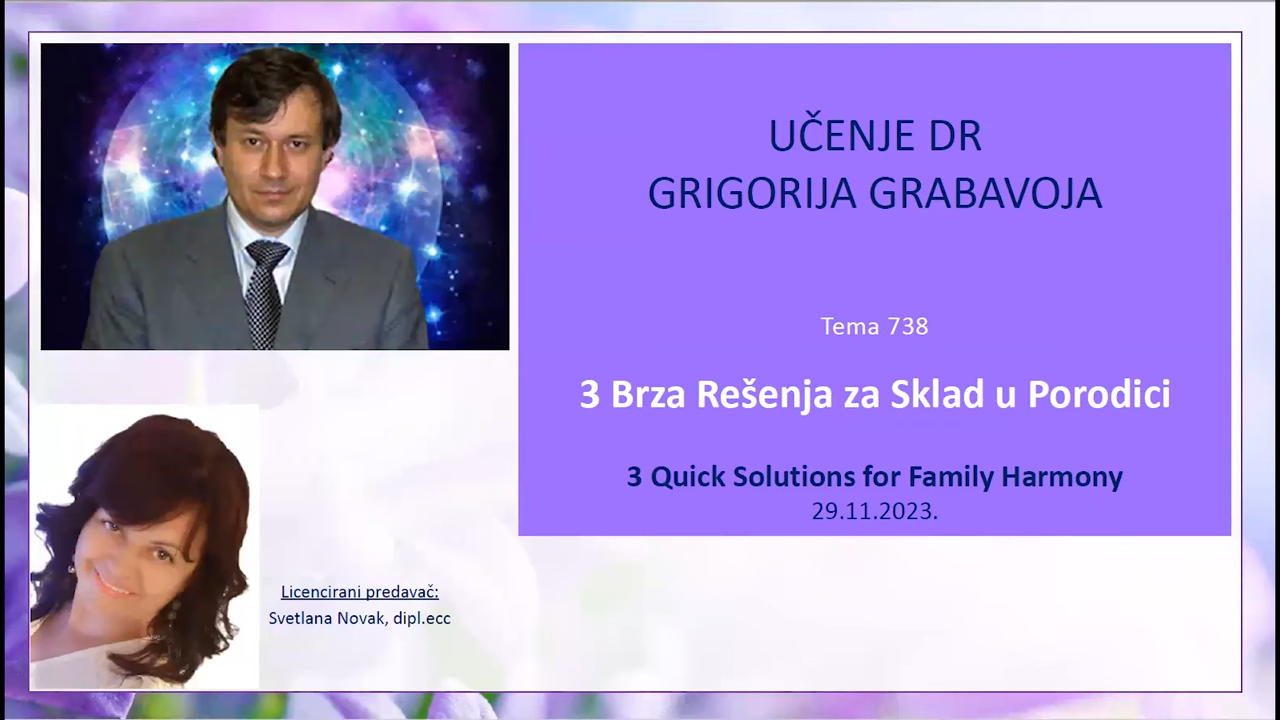 UČENJE DR
GRIGORIJA GRABAVOJA
Tema 738
3 Brza Rešenja za Sklad u Porodici
3 Quick Solutions for Family Harmony
29.11.2023.
Licencirani predavač:
Svetlana Novak, dipl.ecc